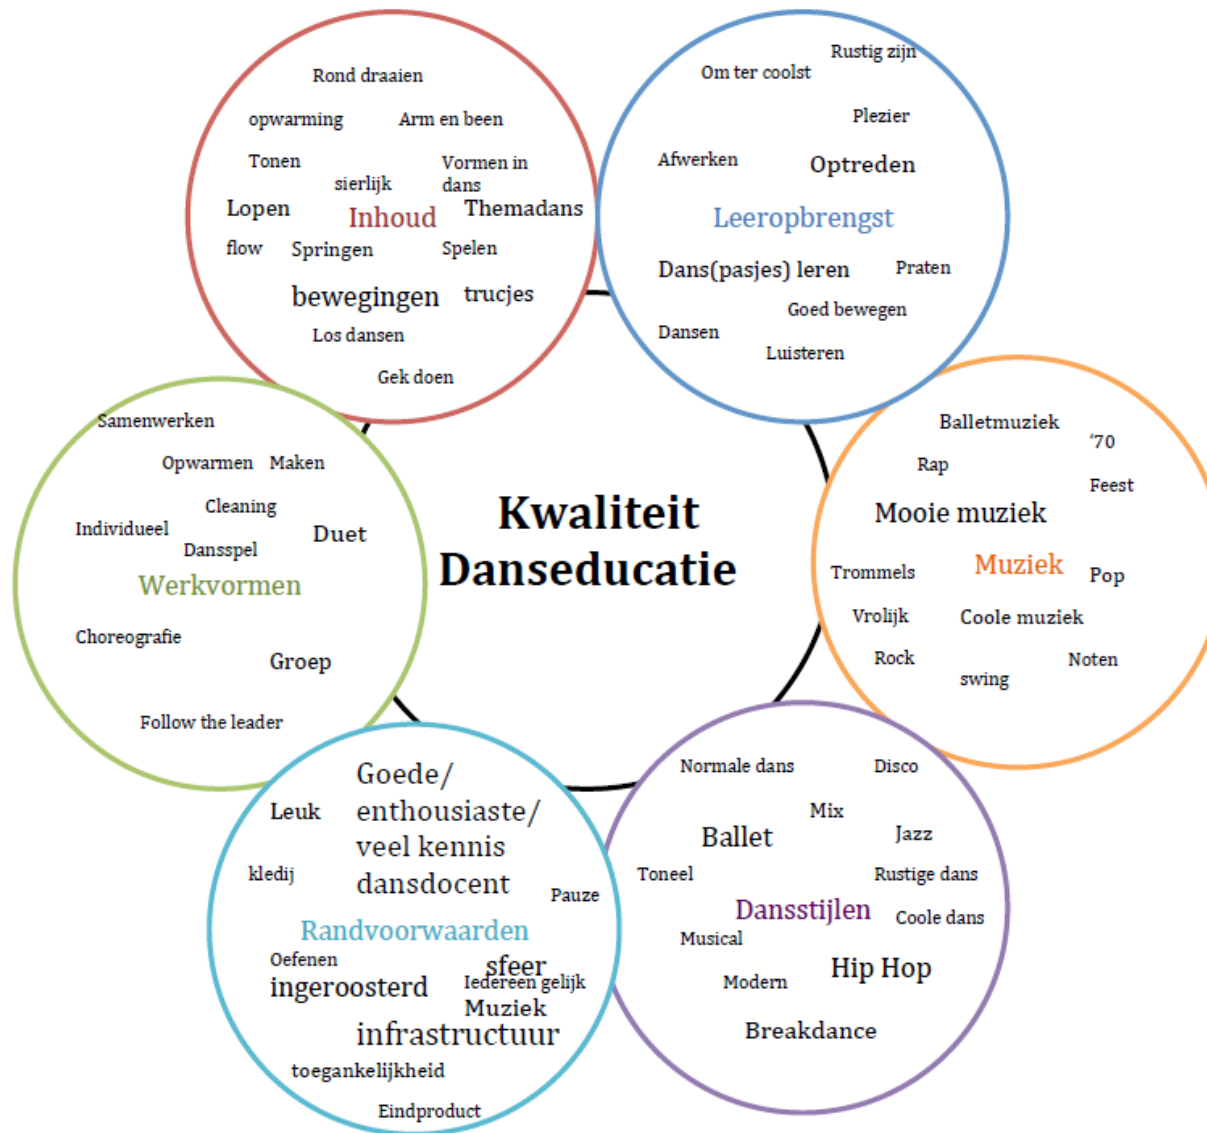 Rond draaien
opwarming
Arm en been
Tonen
sierlijk
Vormen in
dans
Lopen
Inhoud
Themadans
flow
Springen
Spelen
bewegingen
trucjes
Los dansen
Gek doen
Rustig zijn
Om ter coolst
Plezier
Afwerken
Optreden
Leeropbrengst
Dans(pasjes) leren
Praten
Goed bewegen
Dansen
Luisteren
Samenwerken
Opwarmen
Maken
Cleaning
Individueel
Duet
Dansspel
Werkvormen
Choreografie
Groep
Follow the leader
Kwaliteit
Danseducatie
Balletmuziek
'70
Rap
Feest
Mooie muziek
Trommels
Muziek
Pop
Vrolijk
Coole muziek
Rock
Noten
swing
Goede/
enthousiaste/
veel kennis
dansdocent
Leuk
kledij
Pauze
Randvoorwaarden
Oefenen
sfeer
ingeroosterd
Iedereen gelijk
Muziek
infrastructuur
toegankelijkheid
Eindproduct
Normale dans
Disco
Mix
Ballet
Jazz
Toneel
Rustige dans
Dansstijlen
Coole dans
Musical
Modern
Hip Hop
Breakdance